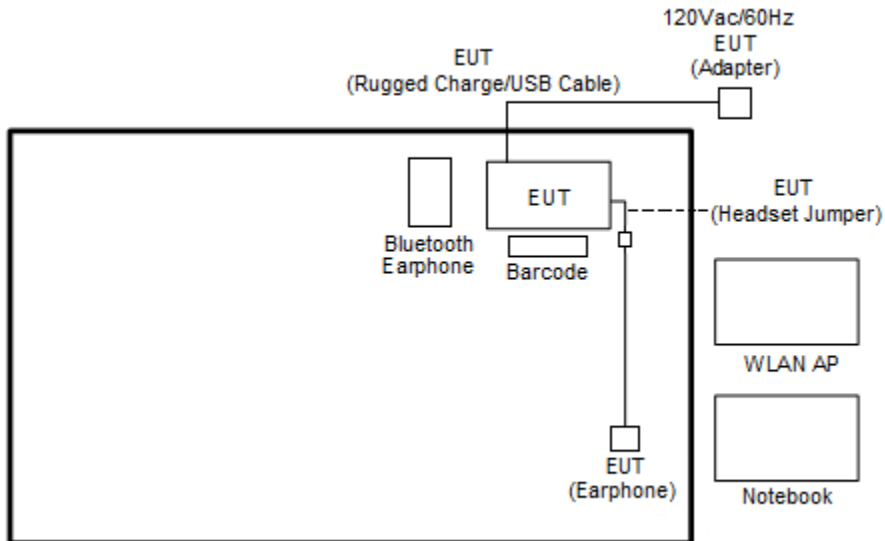 120Vac/60Hz
EUT
(Adapter)
EUT
(Rugged Charge/USB Cable)
EUT
EUT
(Headset Jumper)
Bluetooth
Earphone
Barcode
WLAN AP
EUT
(Earphone)
Notebook